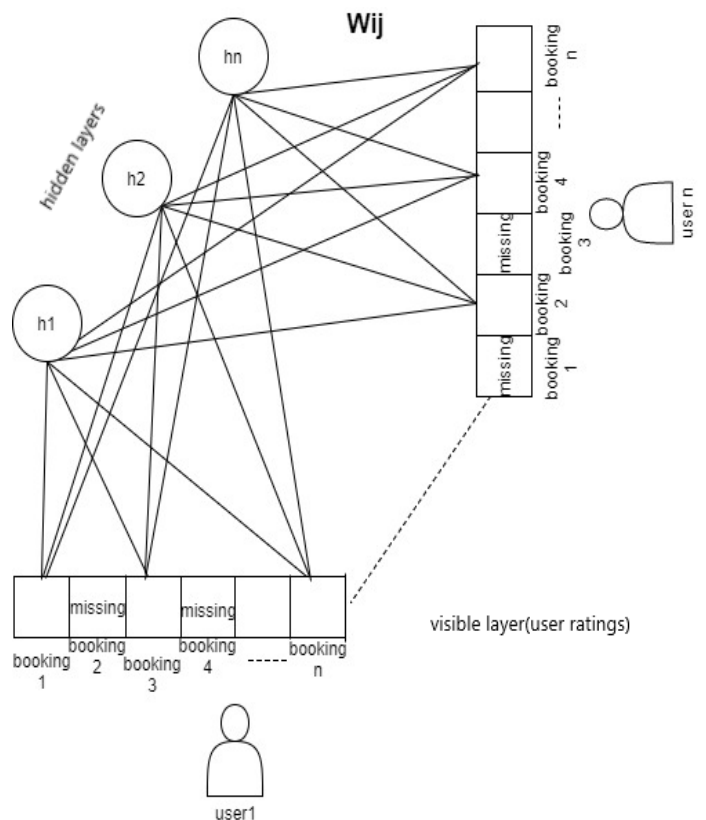 Wij
hn
h2
h1
hidden layers
booking
n
----
booking
4
missing
booking
3
booking
2
missing
booking
1
user n
missing
missing
booking
1
booking
2
booking
3
booking
4
-----
booking
n
visible layer(user ratings)
user1